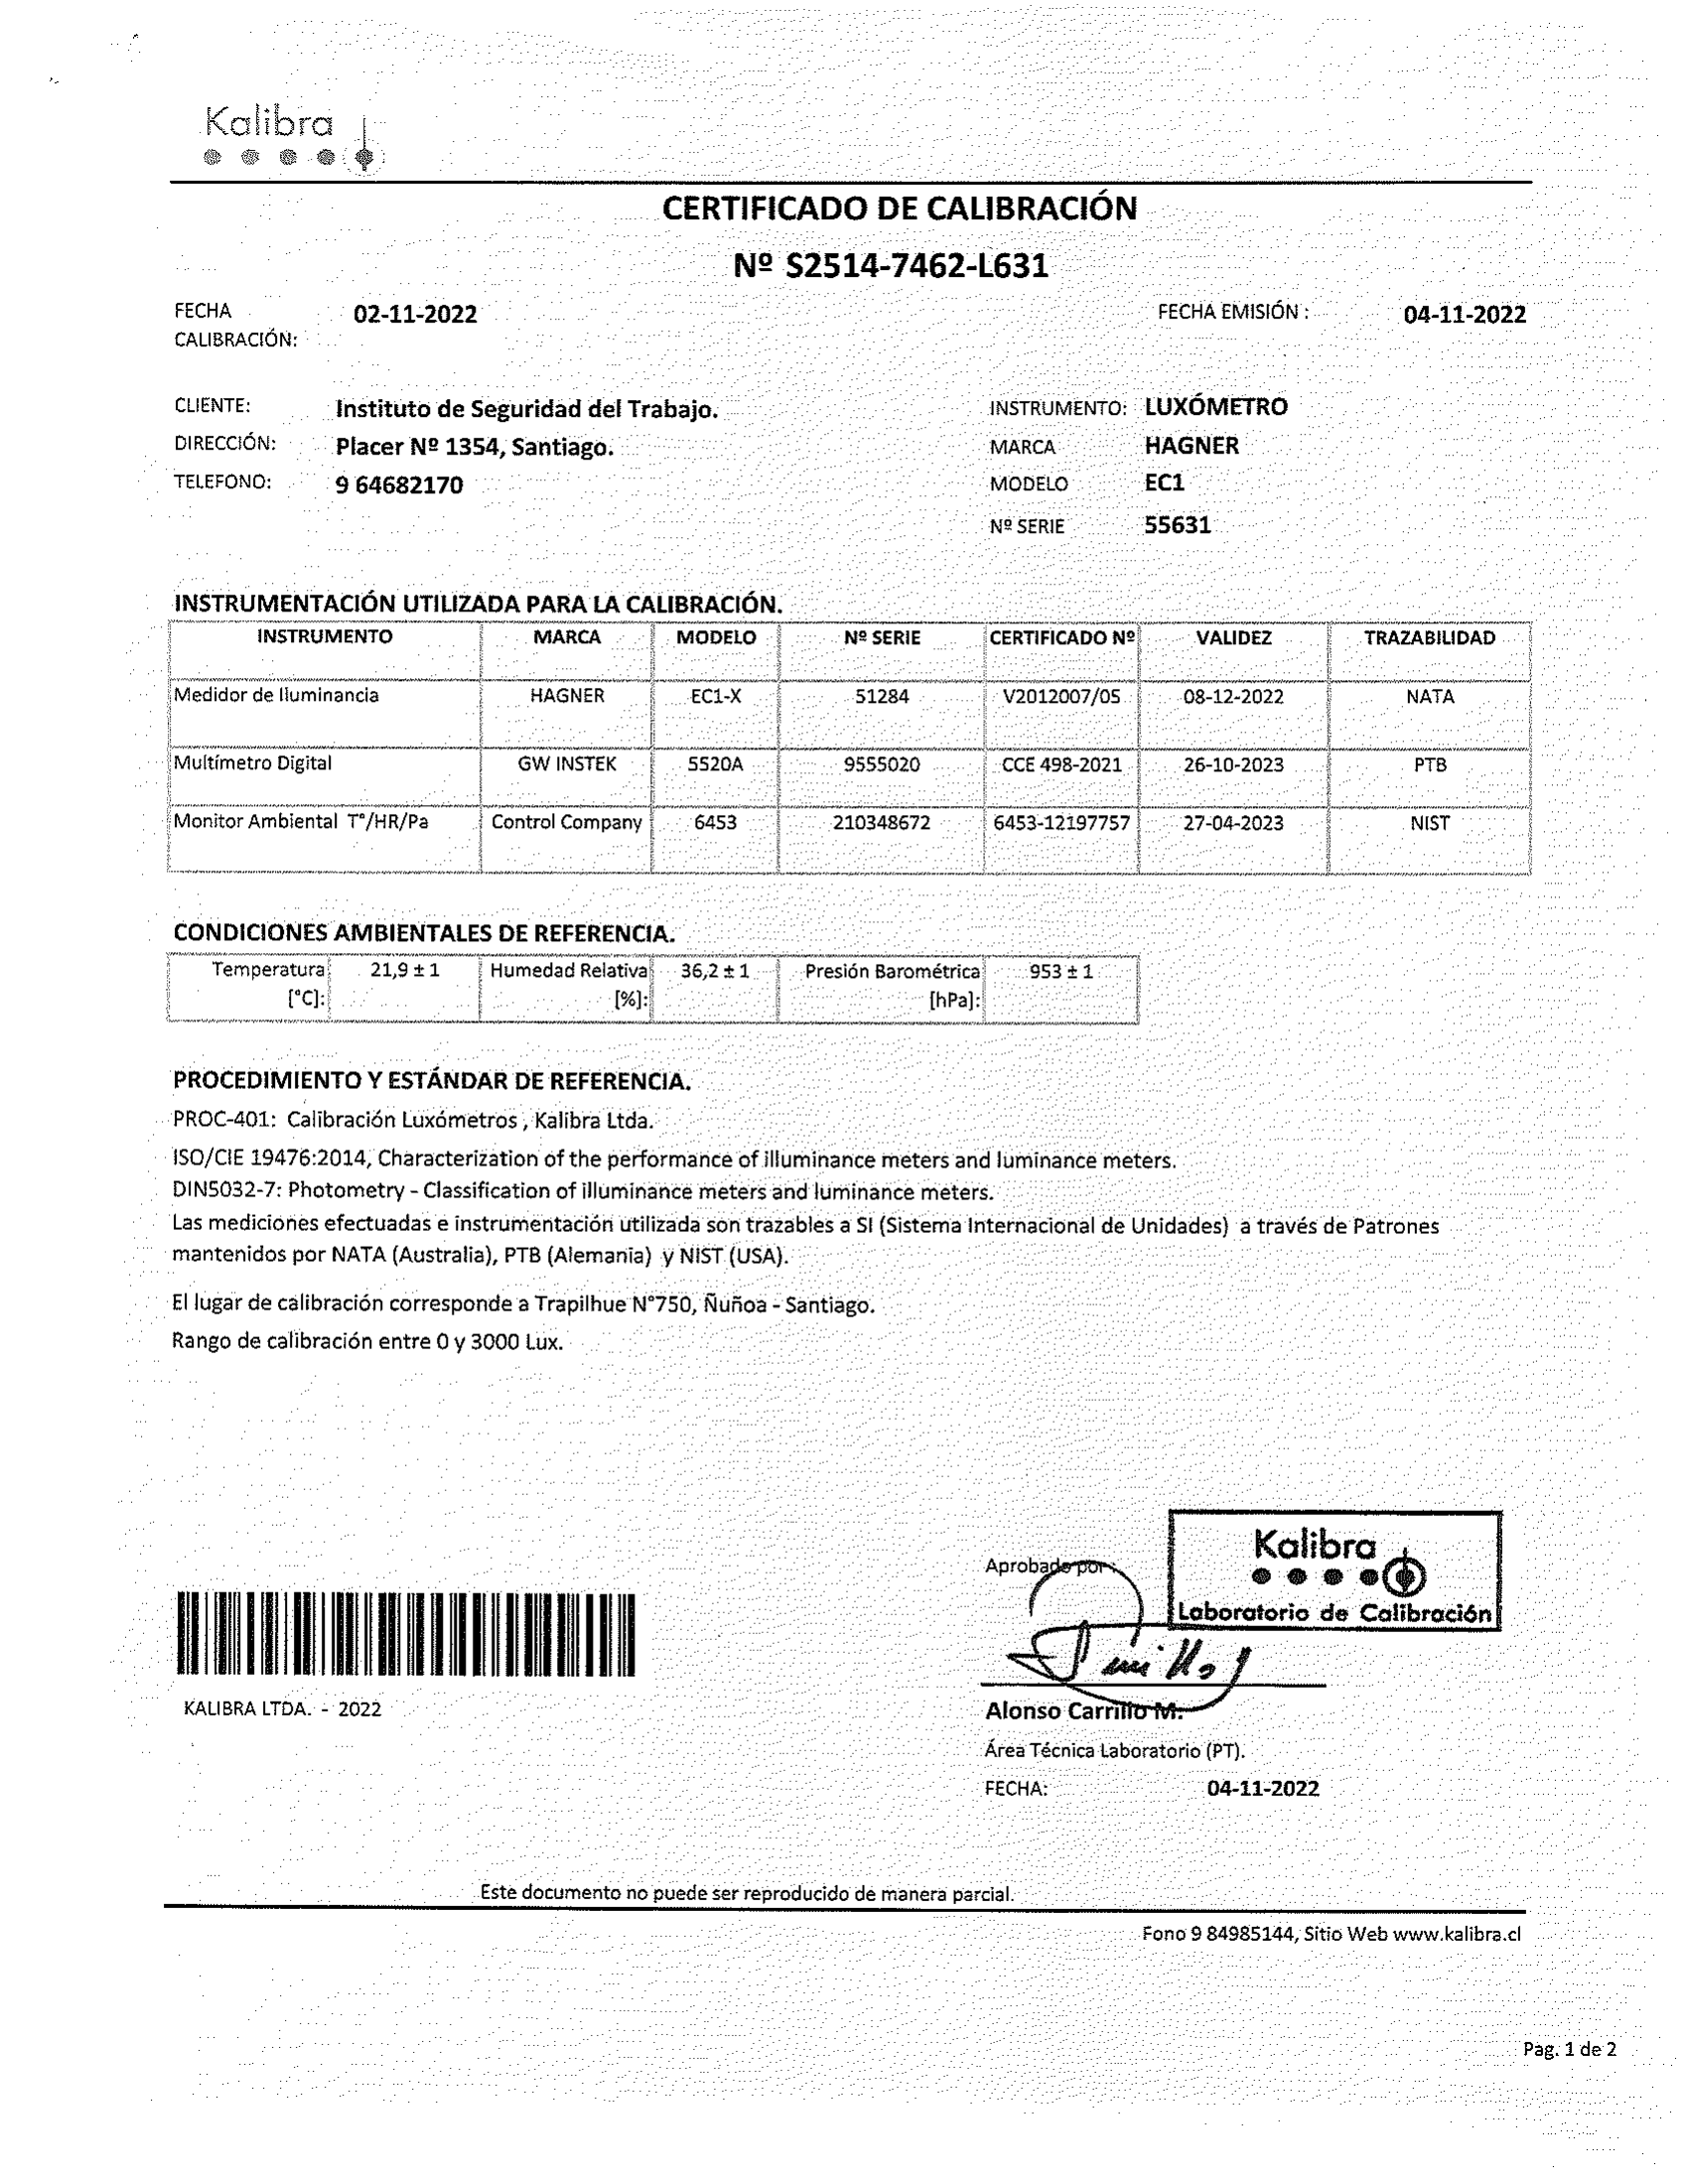 Kalibra
CERTIFICADO DE CALIBRACIÓN
Nº S2514-7462-L631
FECHA CALIBRACIÓN: 02-11-2022 FECHA EMISIÓN : 04-11-2022
CLIENTE: Instituto de Seguridad del Trabajo. INSTRUMENTO: LUXÓMETRO
DIRECCIÓN: Placer Nº 1354, Santiago. MARCA HAGNER
TELEFONO: 9 64682170 MODELO EC1
Nº SERIE 55631
INSTRUMENTACIÓN UTILIZADA PARA LA CALIBRACIÓN.
INSTRUMENTO MARCA MODELO Nº SERIE CERTIFICADO Nº VALIDEZ TRAZABILIDAD
Medidor de Iluminancia HAGNER EC1-X 51284 V2012007/05 08-12-2022 NATA
Multímetro Digital GW INSTEK 5520A 9555020 CCE 498-2021 26-10-2023 PTB
Monitor Ambiental T°/HR/Pa Control Company 6453 210348672 6453-12197757 27-04-2023 NIST
CONDICIONES AMBIENTALES DE REFERENCIA.
Temperatura [°C]: 21,9 ± 1 Humedad Relativa [%]: 36,2 ± 1 Presión Barométrica [hPa]: 953 ± 1
PROCEDIMIENTO Y ESTÁNDAR DE REFERENCIA.
PROC-401: Calibración Luxómetros , Kalibra Ltda.
ISO/CIE 19476:2014, Characterization of the performance of illuminance meters and luminance meters.
DIN5032-7: Photometry - Classification of illuminance meters and luminance meters.
Las mediciones efectuadas e instrumentación utilizada son trazables a SI (Sistema Internacional de Unidades) a través de Patrones
mantenidos por NATA (Australia), PTB (Alemania) y NIST (USA).
El lugar de calibración corresponde a Trapilhue N°750, Ñuñoa - Santiago.
Rango de calibración entre 0 y 3000 Lux.
Kalibra
Laboratorio de Calibración
Aprobado por :
KALIBRA LTDA. - 2022
Alonso Carrillo M.
Área Técnica Laboratorio (PT).
FECHA: 04-11-2022
Este documento no puede ser reproducido de manera parcial.
Fono 9 84985144, Sitio Web www.kalibra.cl
Pag. 1 de 2